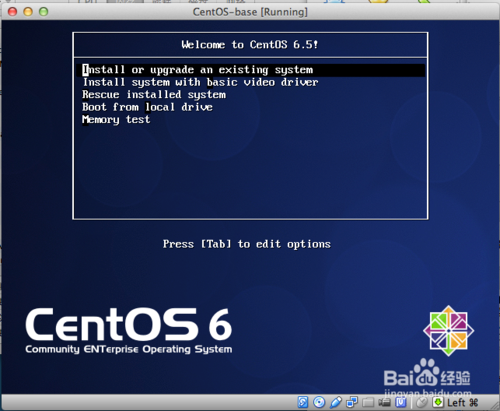 CentOS-base [Running]
Welcome to CentOS 6.5!
Install or upgrade an existing system
Install system with basic video driver
Rescue installed system
Boot from local drive
Memory test
Press [Tab] to edit options
CentOS 6
Community ENTerprise Operating System
Bai du 经验
jingyan.baidu.com
Left ⌘